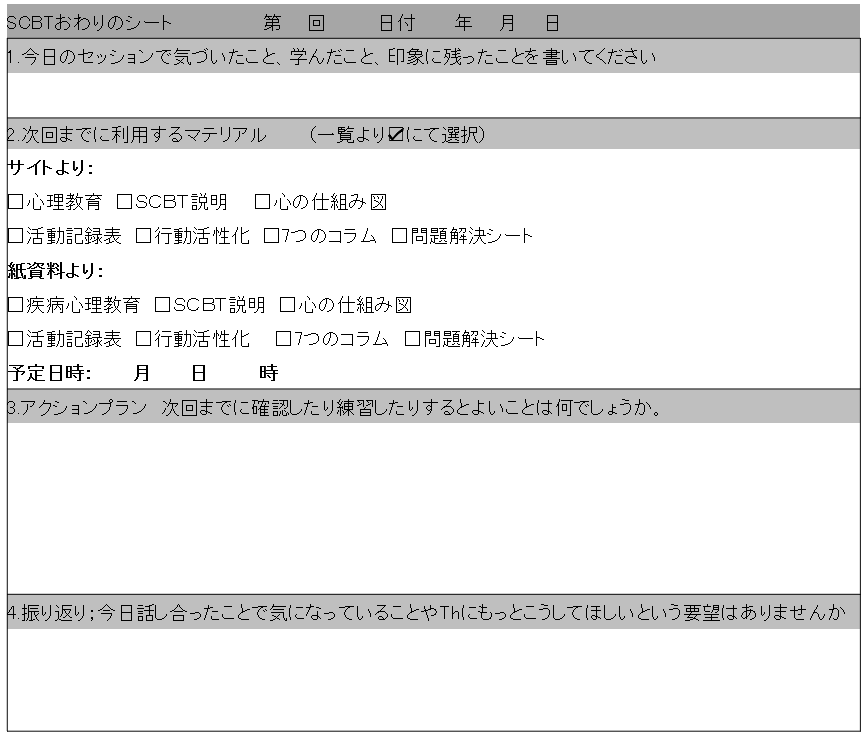 SCBTおわりのシート　第　回　日付　年　月　日
1.今日のセッションで気づいたこと、学んだこと、印象に残ったことを書いてください
2.次回までに利用するマテリアル　（一覧より☑にて選択）
サイトより：
□心理教育 □SCBT説明 □心の仕組み図
□活動記録表 □行動活性化 □7つのコラム □問題解決シート
紙資料より：
□疾病心理教育 □SCBT説明 □心の仕組み図
□活動記録表 □行動活性化 □7つのコラム □問題解決シート
予定日時：　月　日　時
3.アクションプラン　次回までに確認したり練習したりするとよいことは何でしょうか。
4.振り返り；今日話し合ったことで気になっていることやThにもっとこうしてほしいという要望はありませんか